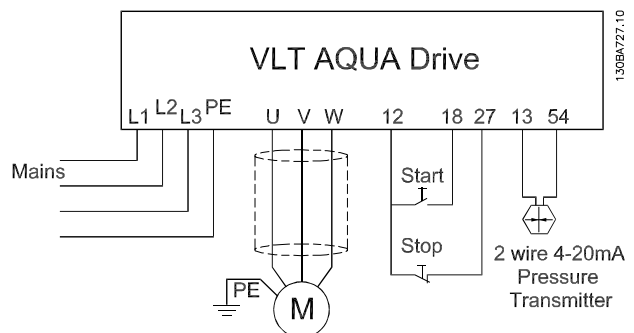 130BA727.10
VLT AQUA Drive
L1 L2 L3 PE U V W 12 18 27 13 54
Mains
Start
Stop
2 wire 4-20mA
Pressure
Transmitter
PE
M